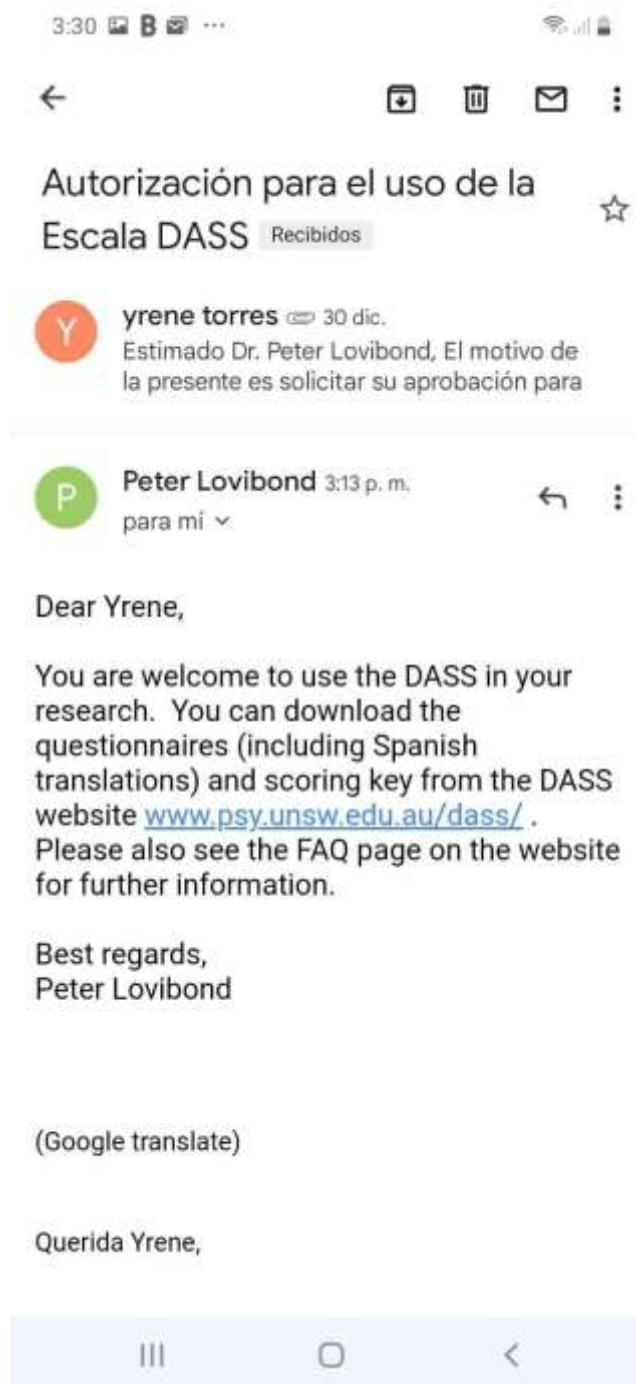 3:30 B ...
Autorización para el uso de la
Escala DASS Recibidos
Y yrene torres 30 dic.
Estimado Dr. Peter Lovibond, El motivo de
la presente es solicitar su aprobación para
P Peter Lovibond 3:13 p. m.
para mí
Dear Yrene,
You are welcome to use the DASS in your
research.  You can download the
questionnaires (including Spanish
translations) and scoring key from the DASS
website www.psy.unsw.edu.au/dass/ .
Please also see the FAQ page on the website
for further information.
Best regards,
Peter Lovibond
(Google translate)
Querida Yrene,